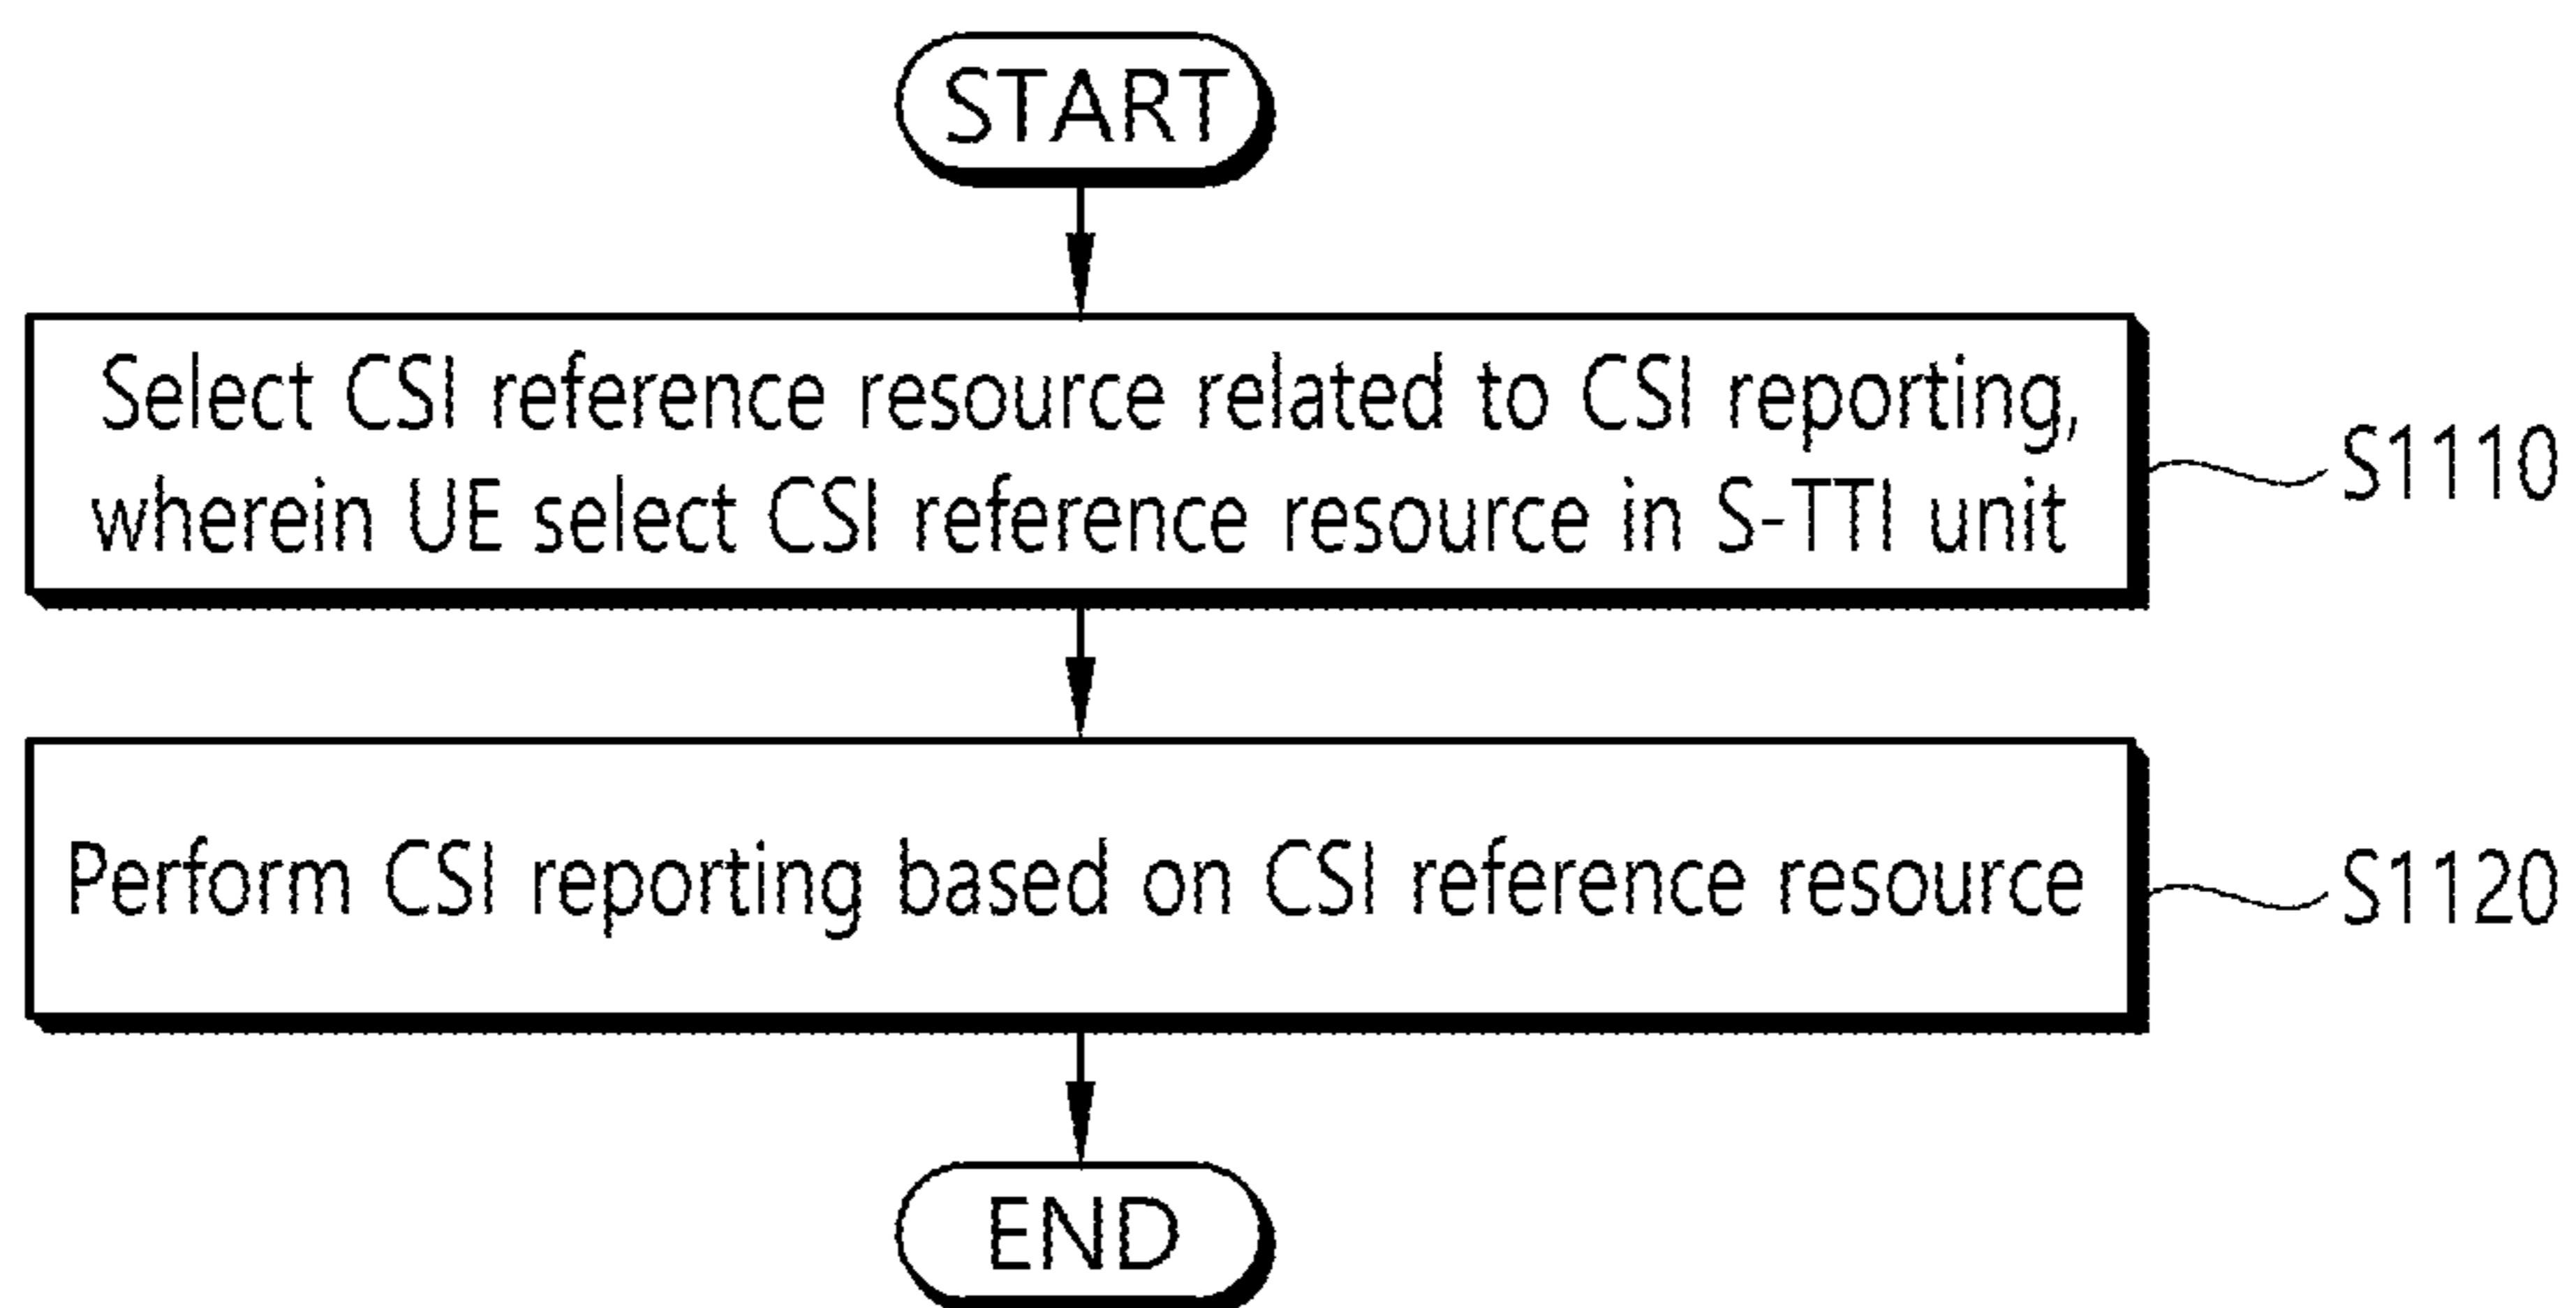 START
Select CSI reference resource related to CSI reporting,
wherein UE select CSI reference resource in S-TTI unit
S1110
Perform CSI reporting based on CSI reference resource
S1120
END